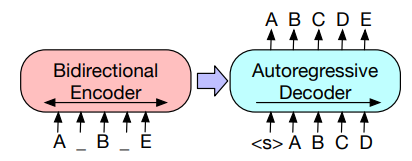 A B C D E
Bidirectional
Encoder
Autoregressive
Decoder
A _ B _ E
<s> A B C D